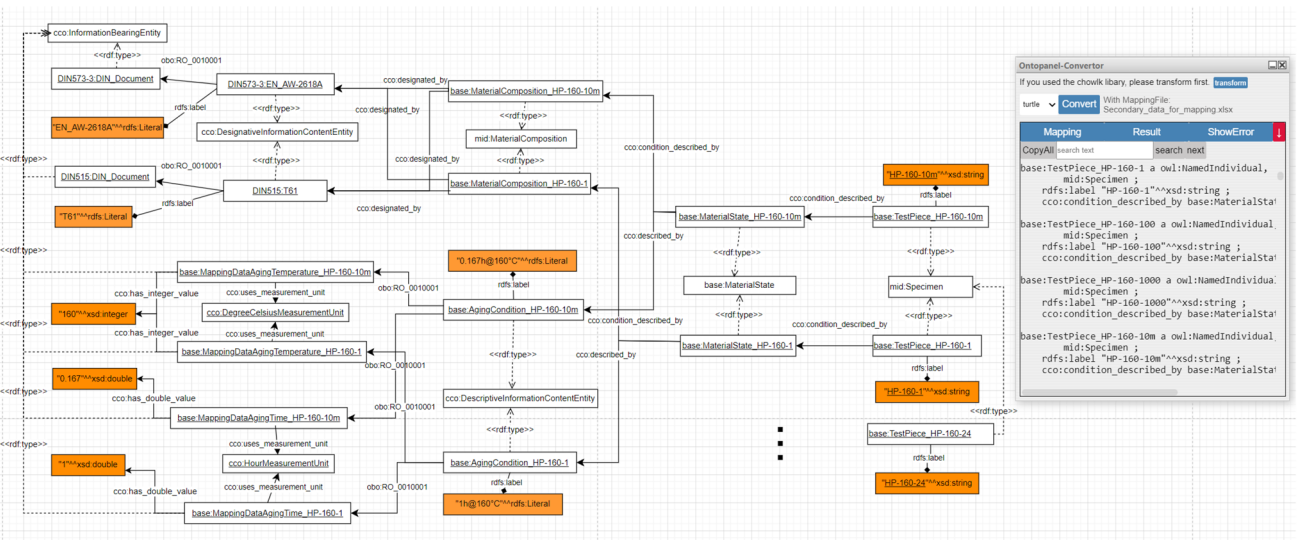 cco:InformationBearingEntity
<<rdf:type>>
obo:RO_0010001
DIN573-3:DIN_Document
DIN573-3:EN_AW-2618A
cco:designated_by
base:MaterialComposition_HP-160-10m
rdfs:label
<<rdf:type>>
cco:designated_by
"EN_AW-2618A"^^rdfs:Literal
cco:DesignativeInformationContentEntity
<<rdf:type>>
mid:MaterialComposition
<<rdf:type>>
obo:RO_0010001
<<rdf:type>>
cco:designated_by
<<rdf:type>>
cco:condition_described_by
DIN515:DIN_Document
DIN515:T61
base:MaterialComposition_HP-160-1
rdfs:label
cco:designated_by
"T61"^^rdfs:Literal
"HP-160-10m"^^xsd:string
rdfs:label
cco:condition_described_by
base:MaterialState_HP-160-10m
base:TestPiece_HP-160-10m
cco:described_by
<<rdf:type>>
<<rdf:type>>
<<rdf:type>>
"0.167h@160°C"^^rdfs:Literal
base:MappingDataAgingTemperature_HP-160-10m
rdfs:label
cco:has_integer_value
cco:uses_measurement_unit
obo:RO_0010001
base:MaterialState
mid:Specimen
"160"^^xsd:integer
cco:DegreeCelsiusMeasurementUnit
base:AgingCondition_HP-160-10m
<<rdf:type>>
cco:has_integer_value
cco:uses_measurement_unit
cco:condition_described_by
<<rdf:type>>
<<rdf:type>>
cco:condition_described_by
base:MappingDataAgingTemperature_HP-160-1
<<rdf:type>>
cco:described_by
base:MaterialState_HP-160-1
base:TestPiece_HP-160-1
obo:RO_0010001
rdfs:label
"0.167"^^xsd:double
<<rdf:type>>
cco:has_double_value
cco:DescriptiveInformationContentEntity
"HP-160-1"^^xsd:string
obo:RO_0010001
base:MappingDataAgingTime_HP-160-10m
<<rdf:type>>
<<rdf:type>>
base:TestPiece_HP-160-24
<<rdf:type>>
cco:uses_measurement_unit
"1"^^xsd:double
cco:HourMeasurementUnit
base:AgingCondition_HP-160-1
rdfs:label
cco:has_double_value
cco:uses_measurement_unit
obo:RO_0010001
rdfs:label
"HP-160-24"^^xsd:string
base:MappingDataAgingTime_HP-160-1
"1h@160°C"^^rdfs:Literal
Ontopanel-Convertor
If you used the chowlk libary, please transform first. transform
turtle Convert With MappingFile:
Secondary_data_for_mapping.xlsx
Mapping Result ShowError
CopyAll search text search next
base:TestPiece_HP-160-1 a owl:NamedIndividual,
mid:Specimen ;
rdfs:label "HP-160-1"^^xsd:string ;
cco:condition_described_by base:MaterialStat
base:TestPiece_HP-160-100 a owl:NamedIndividual,
mid:Specimen ;
rdfs:label "HP-160-100"^^xsd:string ;
cco:condition_described_by base:MaterialStat
base:TestPiece_HP-160-1000 a owl:NamedIndividual
mid:Specimen ;
rdfs:label "HP-160-1000"^^xsd:string ;
cco:condition_described_by base:MaterialStat
base:TestPiece_HP-160-10m a owl:NamedIndividual,
mid:Specimen ;
rdfs:label "HP-160-10m"^^xsd:string ;
cco:condition_described_by base:MaterialStat